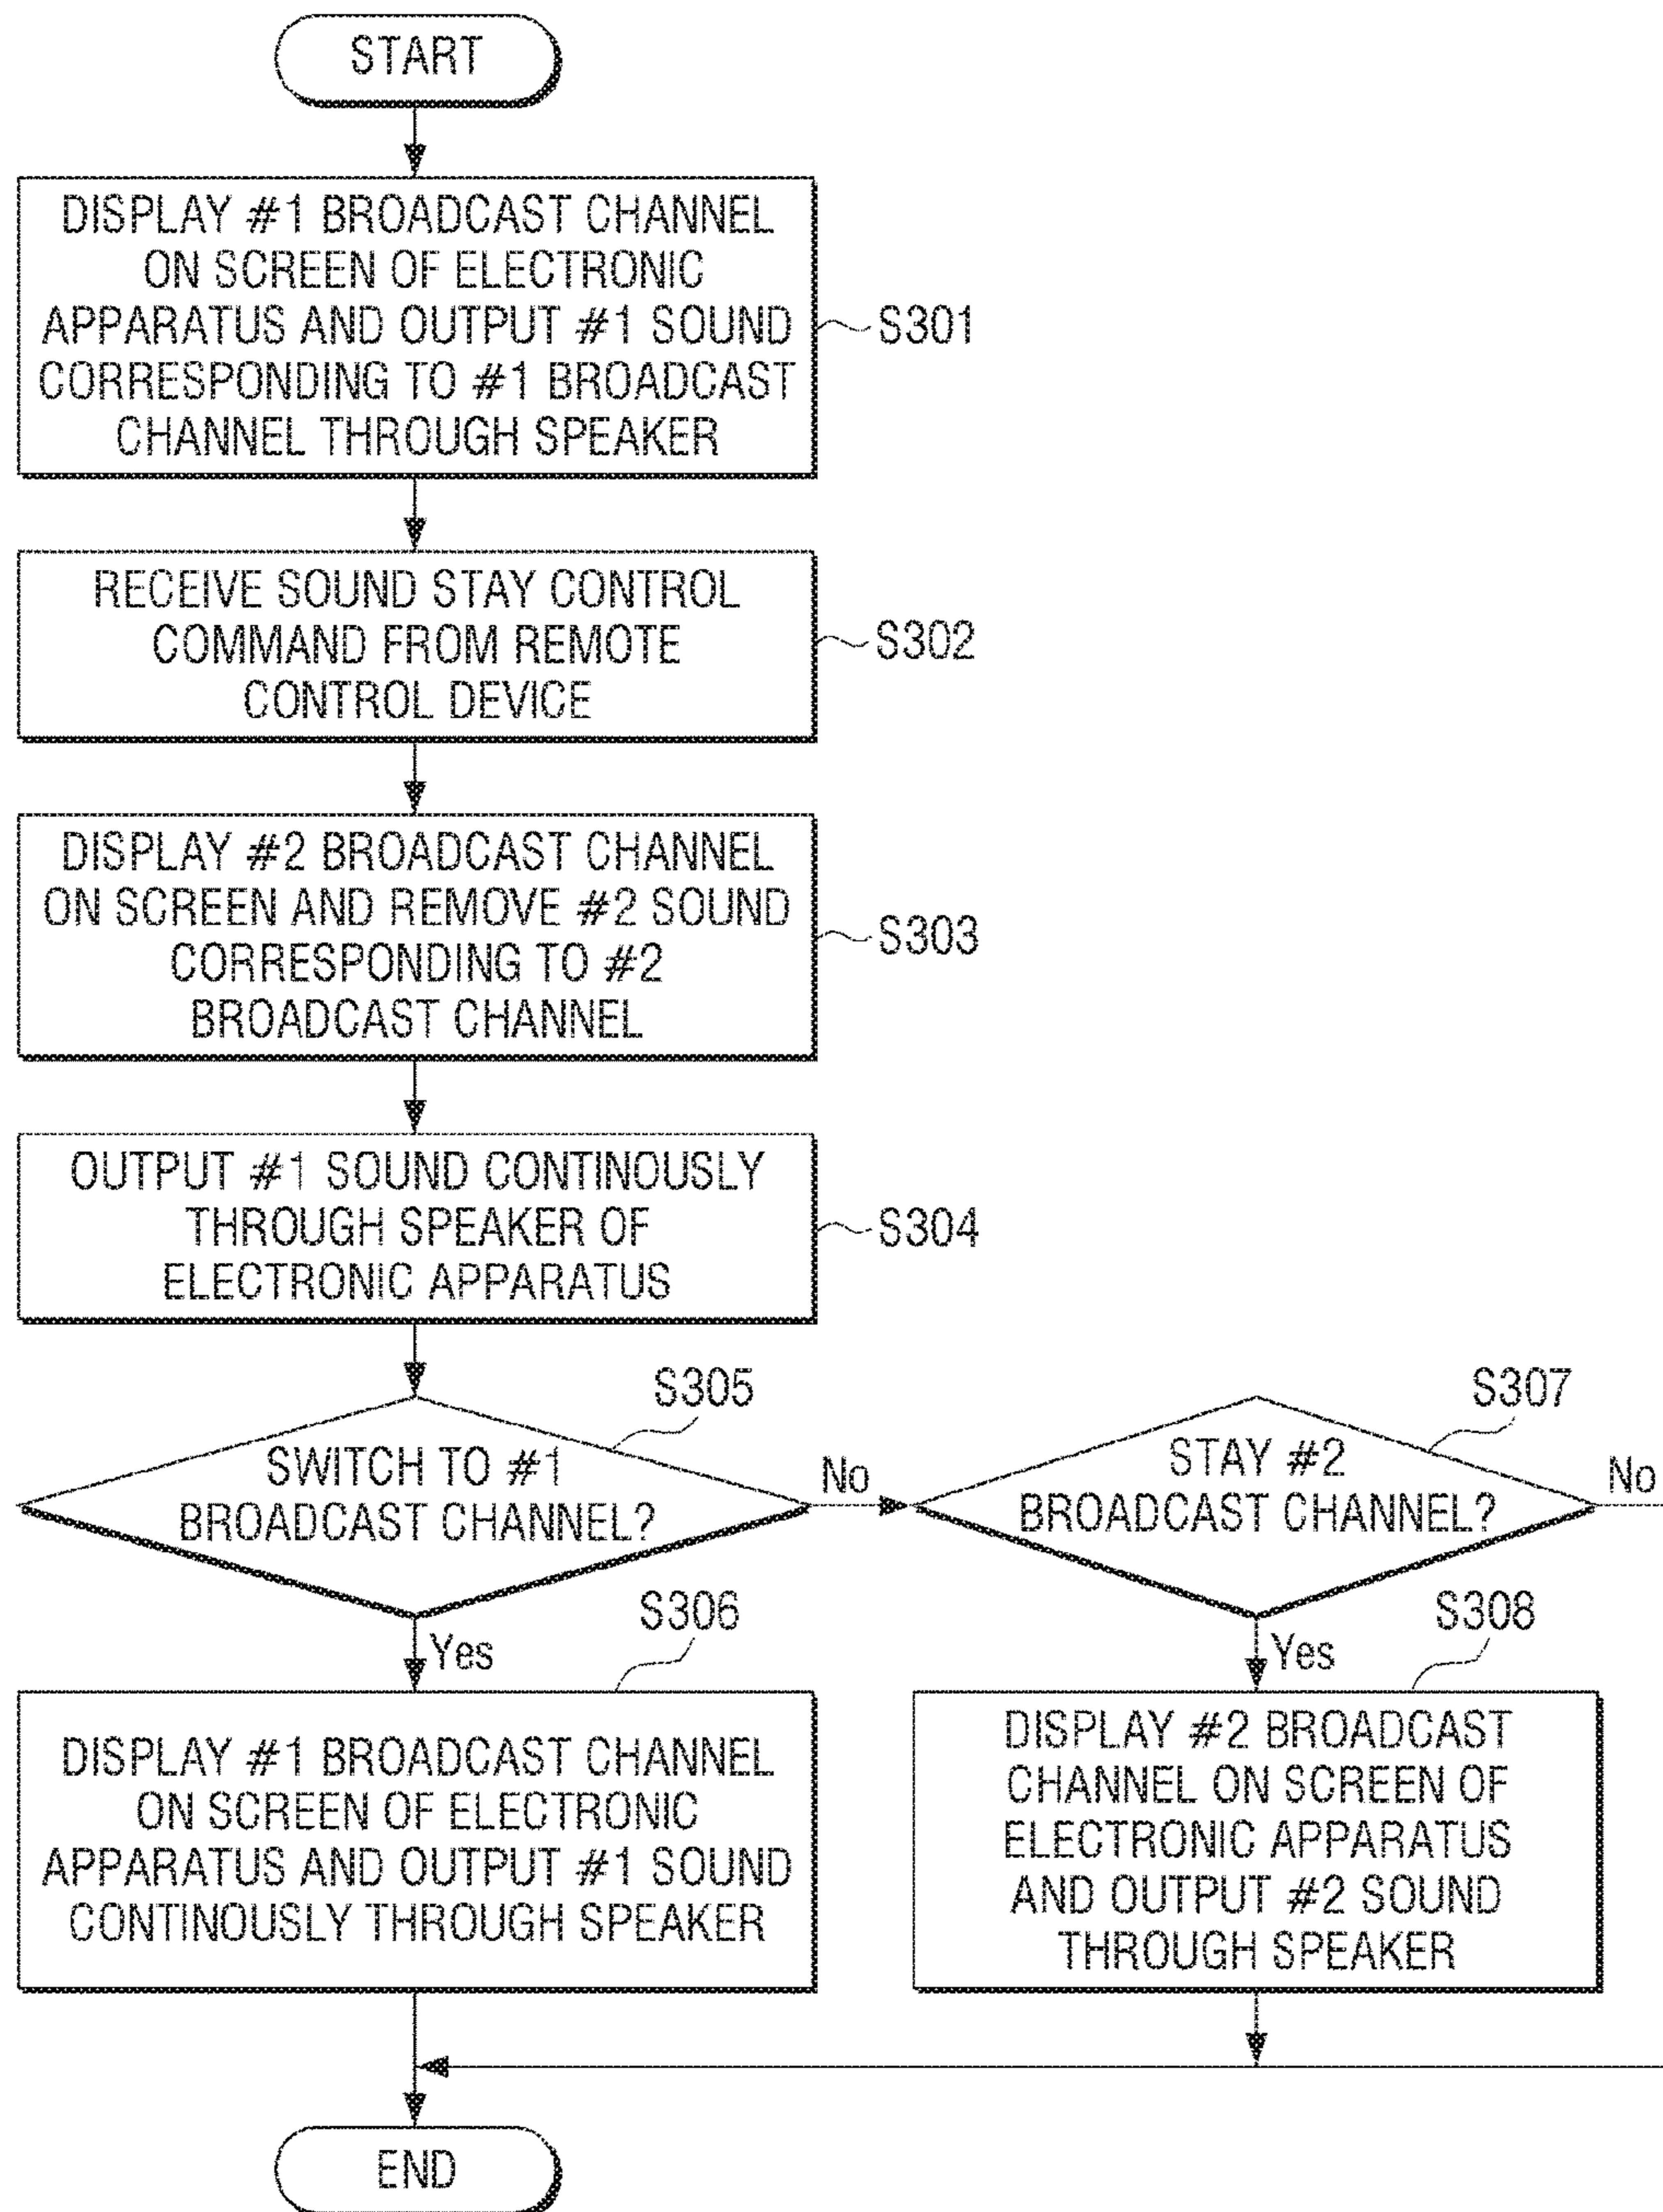 START
DISPLAY #1 BROADCAST CHANNEL
ON SCREEN OF ELECTRONIC
APPARATUS AND OUTPUT #1 SOUND
CORRESPONDING TO #1 BROADCAST
CHANNEL THROUGH SPEAKER
S301
RECEIVE SOUND STAY CONTROL
COMMAND FROM REMOTE
CONTROL DEVICE
S302
DISPLAY #2 BROADCAST CHANNEL
ON SCREEN AND REMOVE #2 SOUND
CORRESPONDING TO #2
BROADCAST CHANNEL
S303
OUTPUT #1 SOUND CONTINOUSLY
THROUGH SPEAKER OF
ELECTRONIC APPARATUS
S304
S305
SWITCH TO #1
BROADCAST CHANNEL?
No
Yes
S307
STAY #2
BROADCAST CHANNEL?
No
Yes
S306
DISPLAY #1 BROADCAST CHANNEL
ON SCREEN OF ELECTRONIC
APPARATUS AND OUTPUT #1 SOUND
CONTINOUSLY THROUGH SPEAKER
S308
DISPLAY #2 BROADCAST
CHANNEL ON SCREEN OF
ELECTRONIC APPARATUS
AND OUTPUT #2 SOUND
THROUGH SPEAKER
END